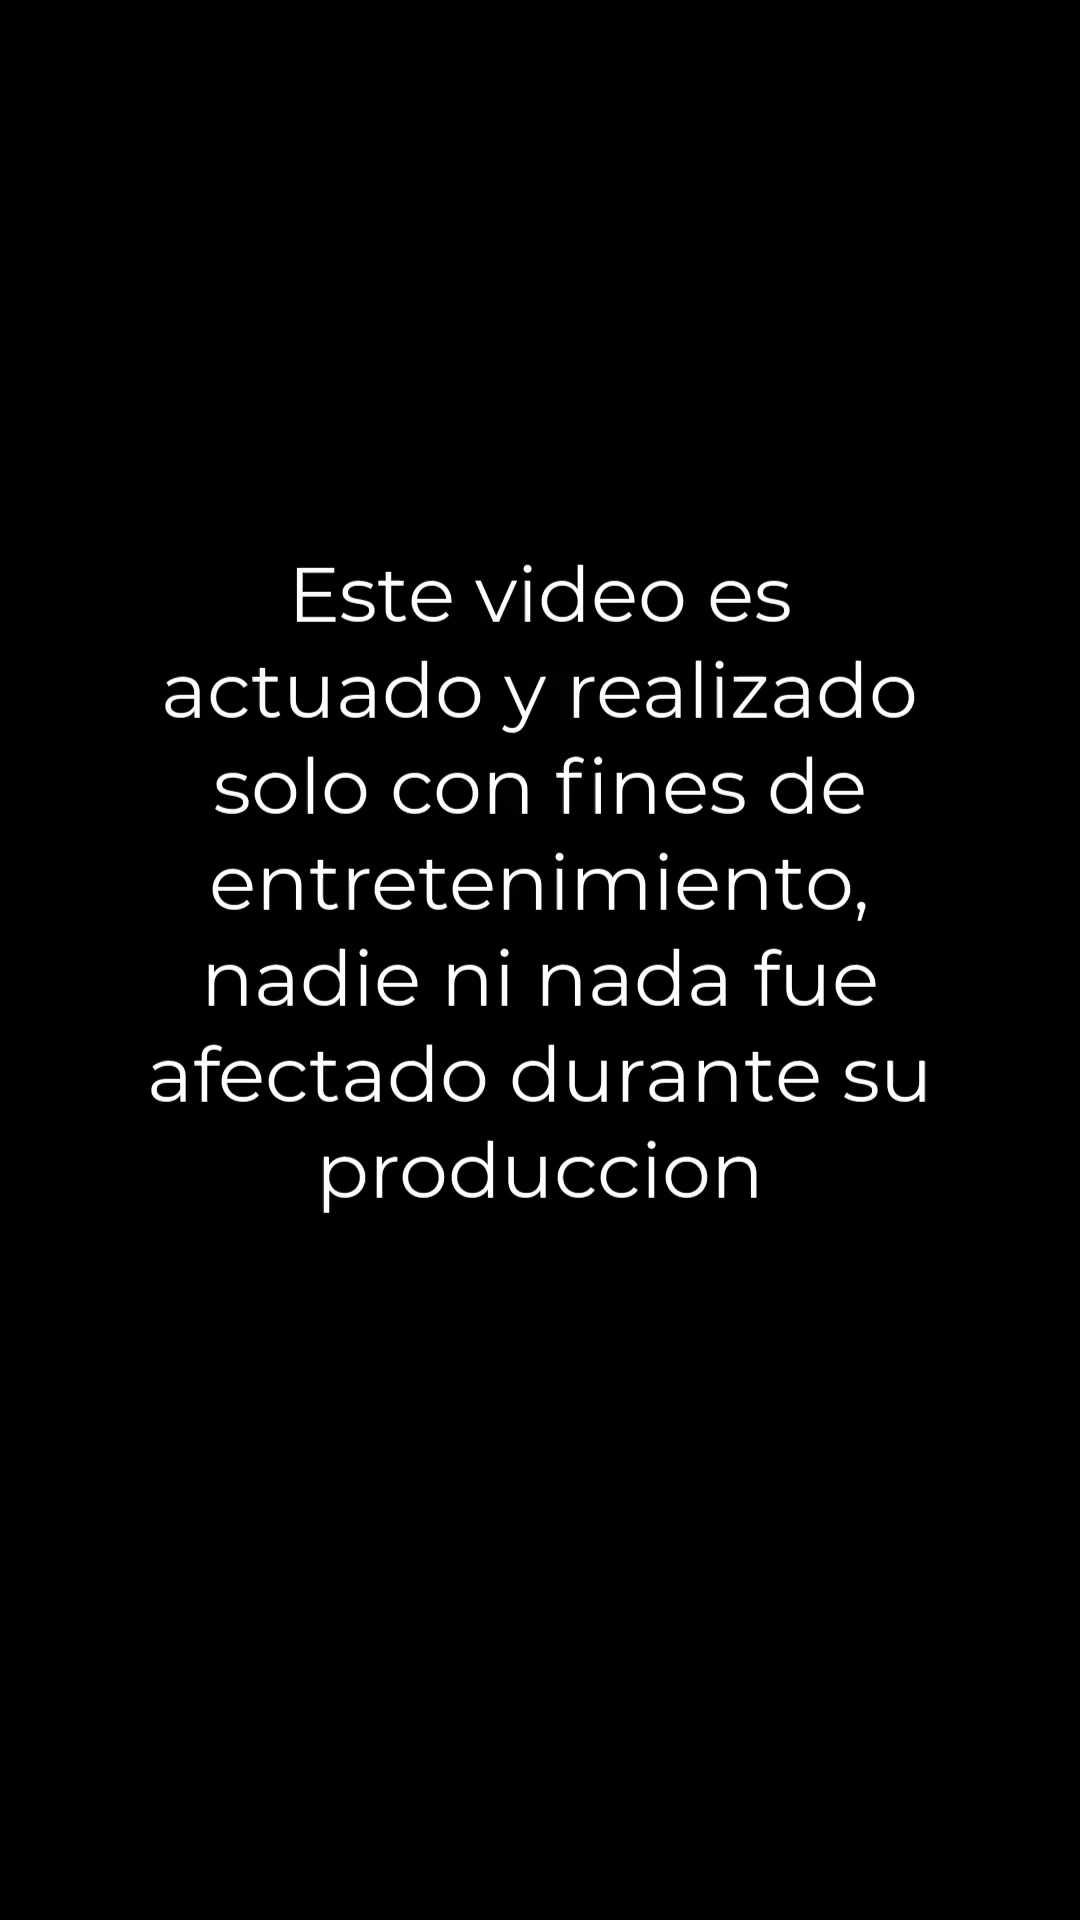 Este video es
actuado y realizado
solo con fines de
entretenimiento,
nadie ni nada fue
afectado durante su
produccion